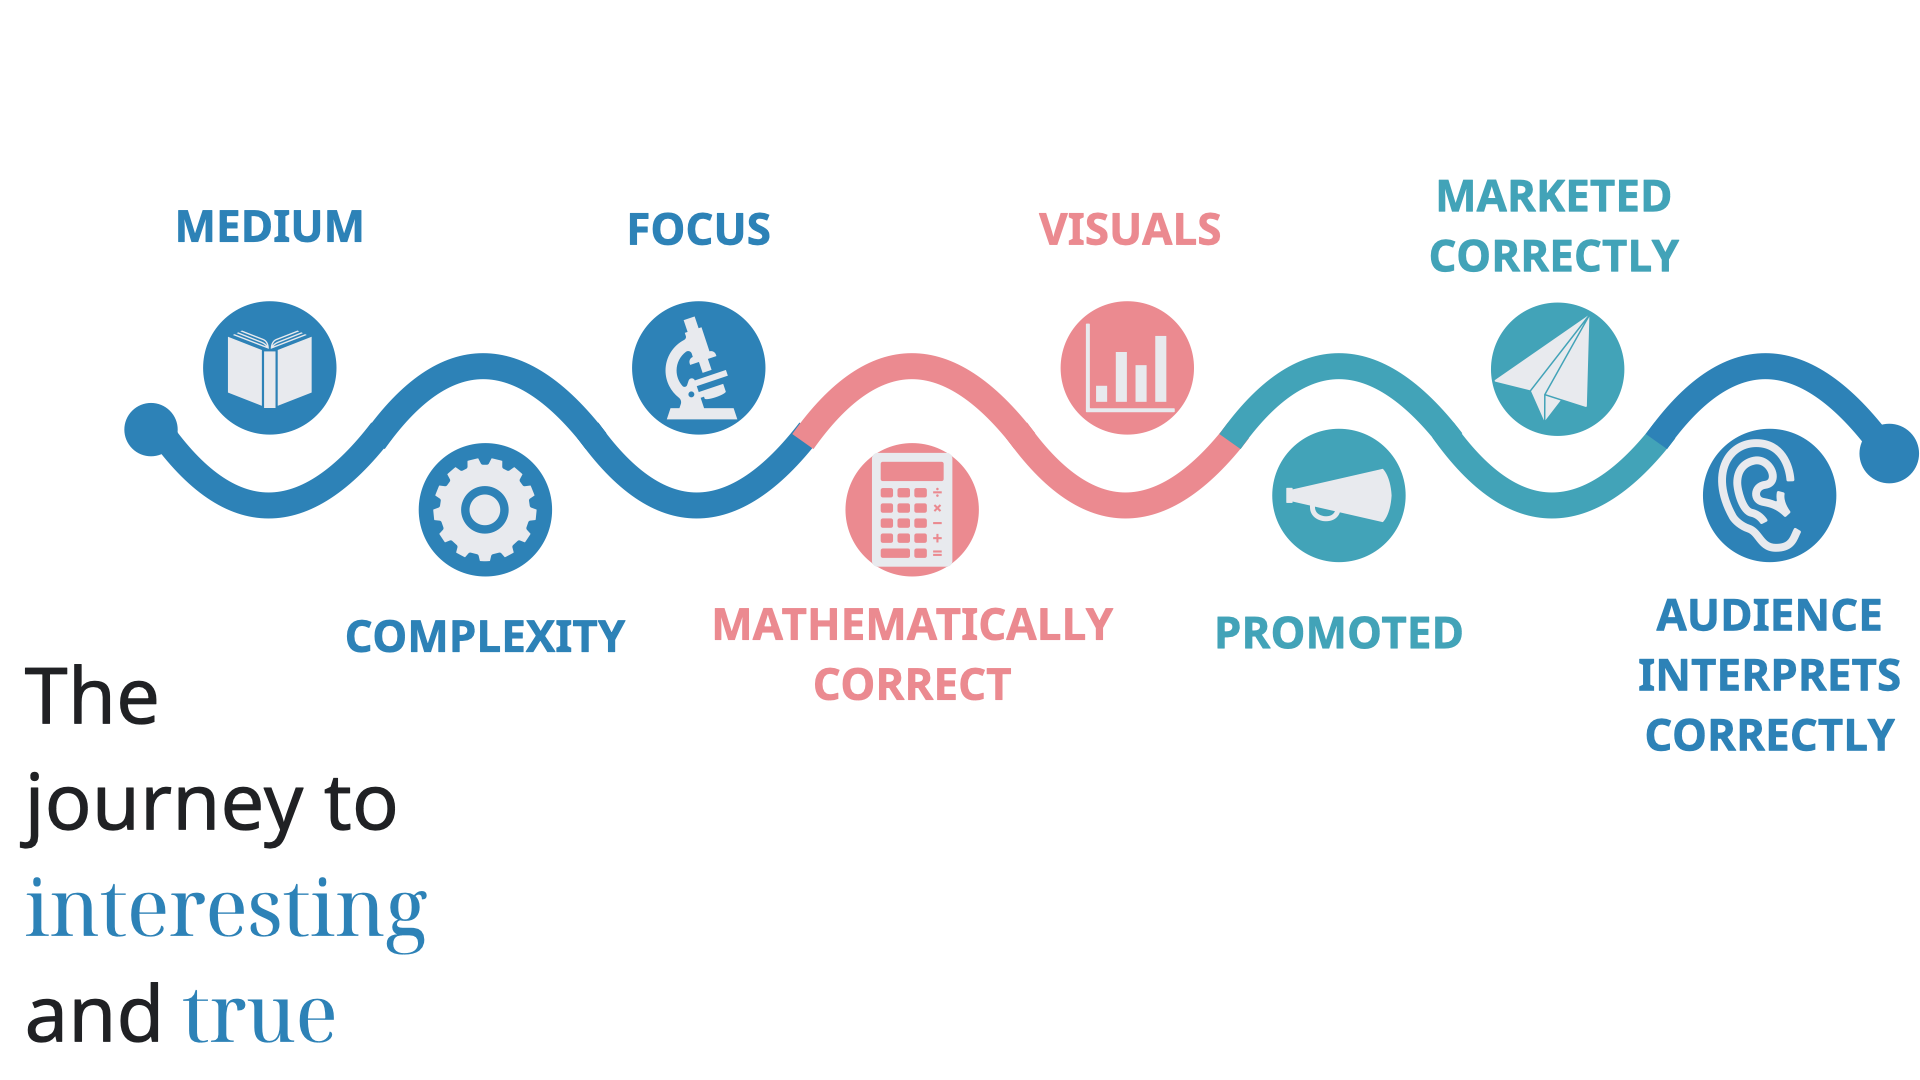 MEDIUM
FOCUS
VISUALS
MARKETED
CORRECTLY
COMPLEXITY
MATHEMATICALLY
CORRECT
PROMOTED
AUDIENCE
INTERPRETS
CORRECTLY
The
journey to
interesting
and true